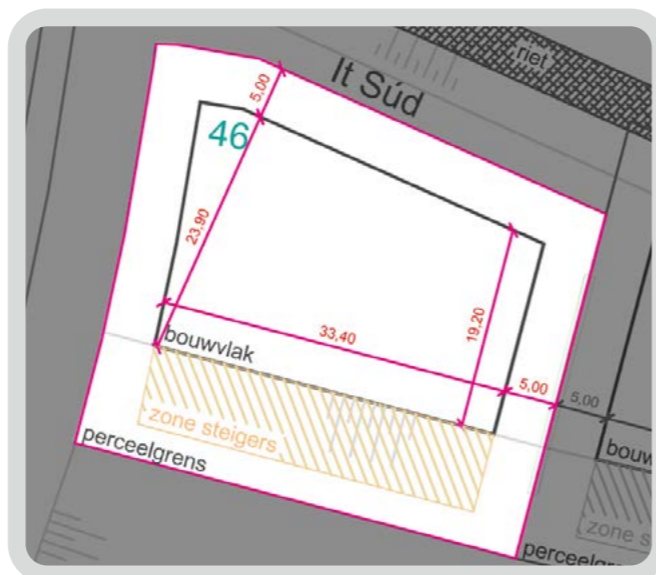 riet
It Súd
5,00
46
23,90
33,40
19,20
5,00
5,00
bouwvlak
zone steigers
perceelgrens
bouw
zone s
perceelgren